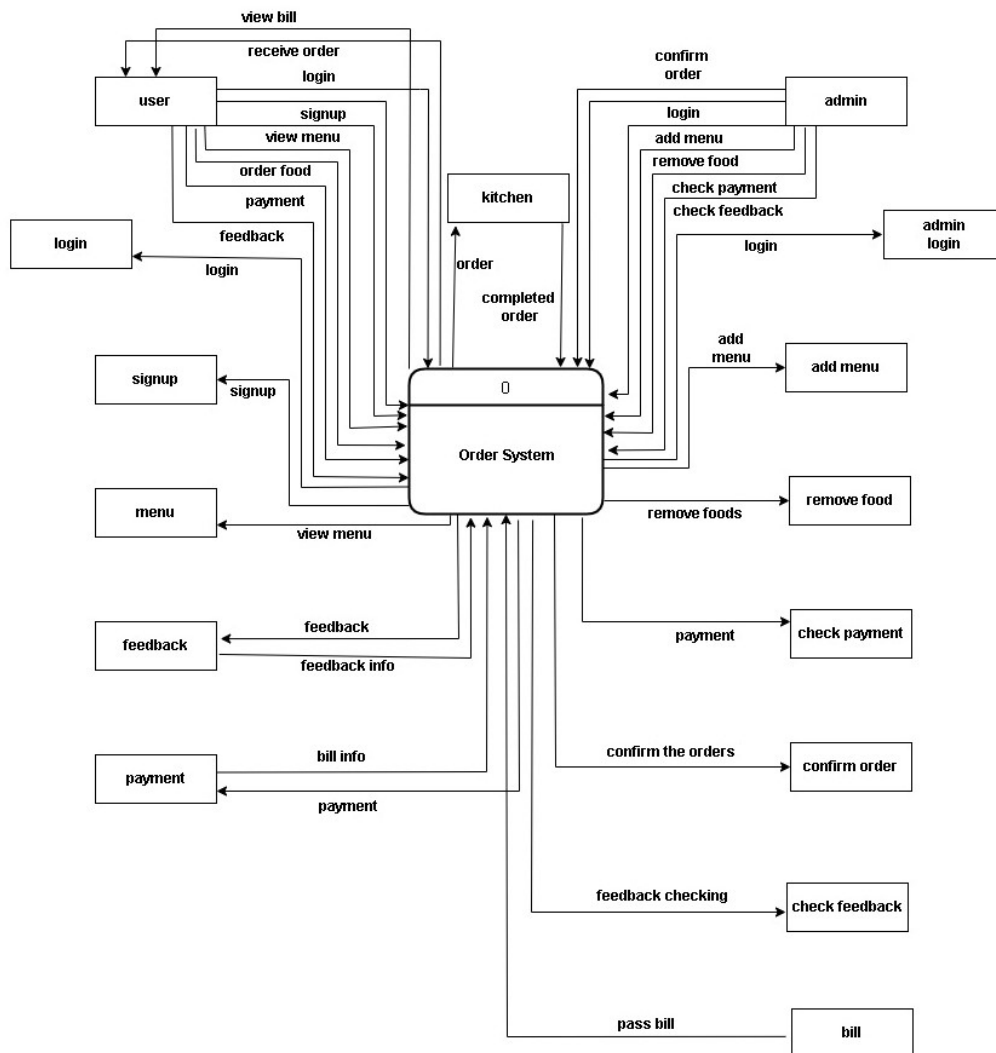 view bill
receive order
login
user
signup
view menu
order food
payment
feedback
confirm
order
admin
login
add menu
remove food
check payment
check feedback
kitchen
order
completed
order
login
login
admin
login
login
signup
signup
add
menu
add menu
0
Order System
menu
view menu
remove foods
remove food
feedback
feedback
feedback info
payment
check payment
payment
bill info
payment
confirm the orders
confirm order
feedback checking
check feedback
pass bill
bill